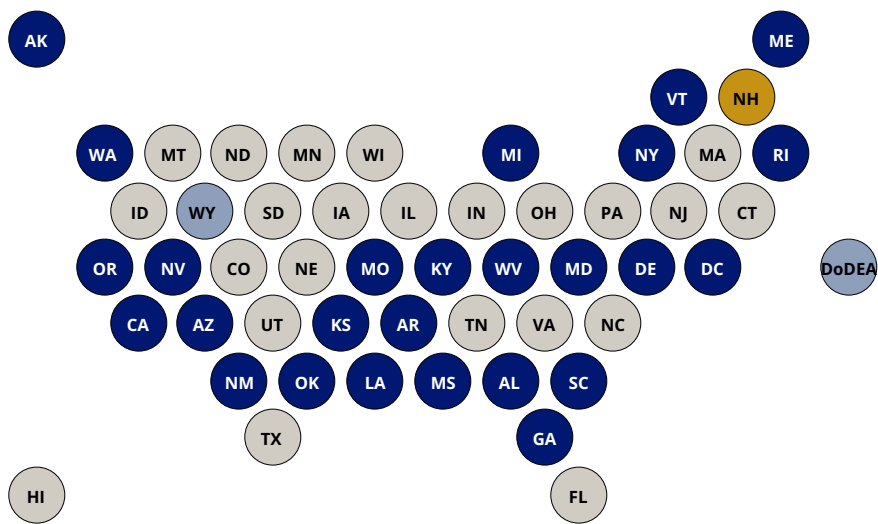 AK ME
VT NH
WA MT ND MN WI MI NY MA RI
ID WY SD IA IL IN OH PA NJ CT
OR NV CO NE MO KY WV MD DE DC DoDEA
CA AZ UT KS AR TN VA NC
NM OK LA MS AL SC
TX GA
HI FL